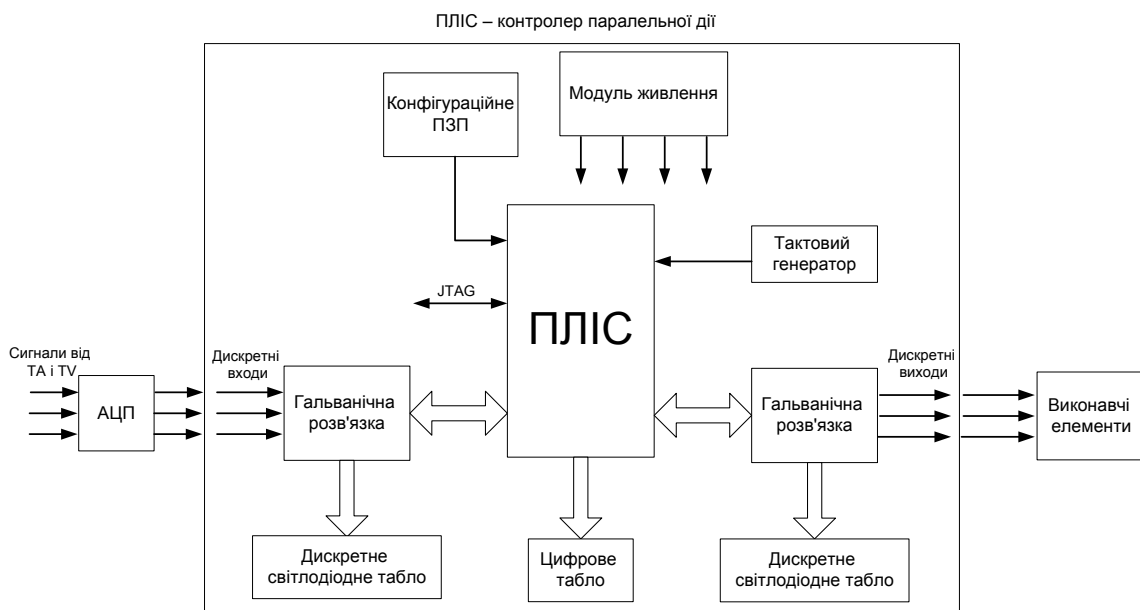 ПЛІС – контролер паралельної дії
Конфігураційне
ПЗП
Модуль живлення
Тактовий
генератор
JTAG
ПЛІС
Сигнали від
ТА і TV
АЦП
Дискретні
входи
Гальванічна
розв'язка
Гальванічна
розв'язка
Дискретні
виходи
Виконавчі
елементи
Дискретне
світлодіодне табло
Цифрове
табло
Дискретне
світлодіодне табло